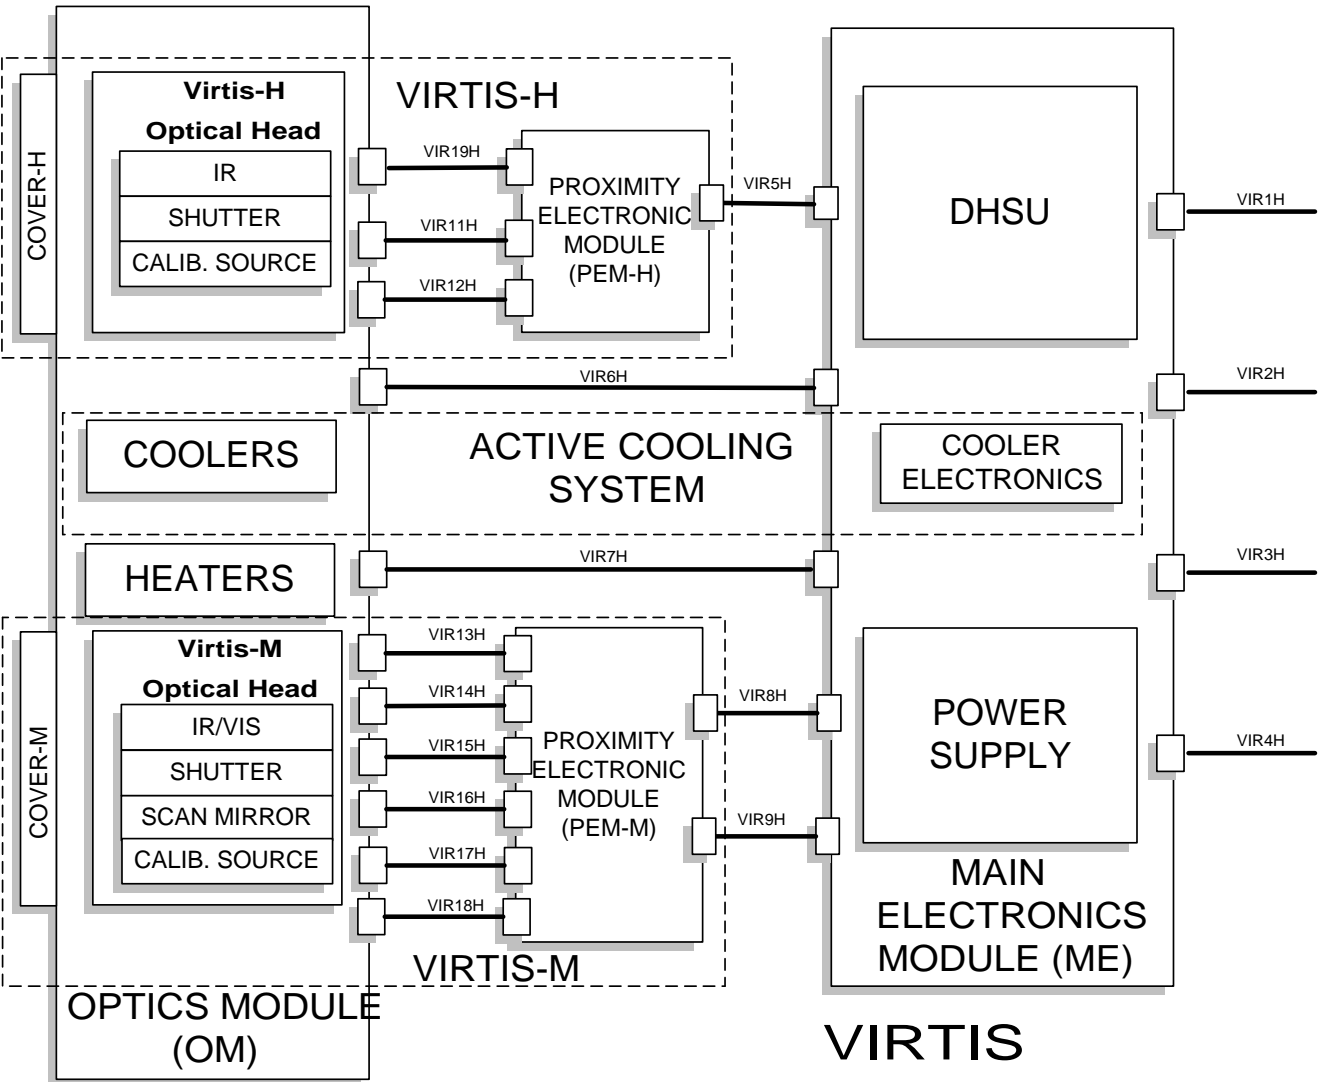 Virtis-H
Optical Head
IR
SHUTTER
CALIB. SOURCE
COVER-H
VIRTIS-H
VIR19H
VIR11H
VIR12H
PROXIMITY
ELECTRONIC
MODULE
(PEM-H)
VIR5H
DHSU
VIR1H
VIR6H
VIR2H
COOLERS
ACTIVE COOLING
SYSTEM
COOLER
ELECTRONICS
HEATERS
VIR7H
VIR3H
Virtis-M
Optical Head
IR/VIS
SHUTTER
SCAN MIRROR
CALIB. SOURCE
COVER-M
VIR13H
VIR14H
VIR15H
VIR16H
VIR17H
VIR18H
PROXIMITY
ELECTRONIC
MODULE
(PEM-M)
VIR8H
VIR9H
POWER
SUPPLY
VIR4H
VIRTIS-M
MAIN
ELECTRONICS
MODULE (ME)
OPTICS MODULE
(OM)
VIRTIS